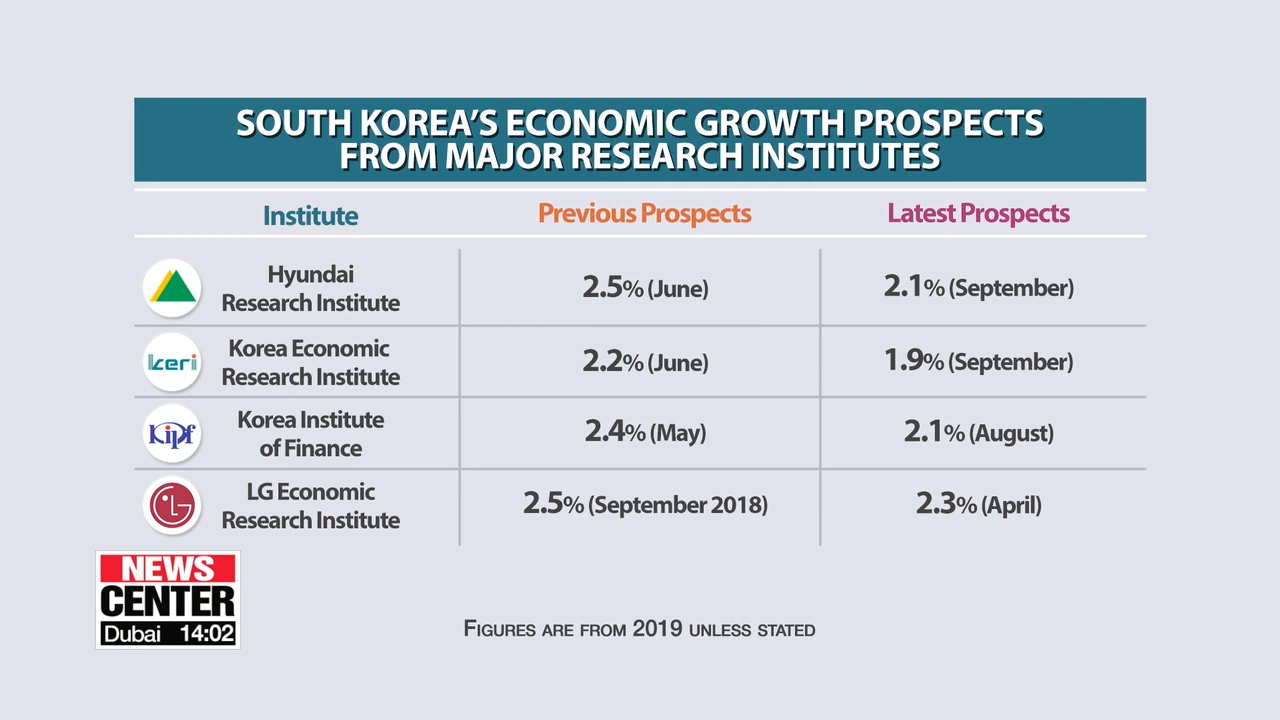 SOUTH KOREA'S ECONOMIC GROWTH PROSPECTS
FROM MAJOR RESEARCH INSTITUTES
Institute
Previous Prospects
Latest Prospects
Hyundai
Research Institute
2.5% (June)
2.1% (September)
keri
Korea Economic
Research Institute
2.2% (June)
1.9% (September)
Kipf
Korea Institute
of Finance
2.4% (May)
2.1% (August)
LG
LG Economic
Research Institute
2.5% (September 2018)
2.3% (April)
NEWS
CENTER
Dubai 14:02
FIGURES ARE FROM 2019 UNLESS STATED